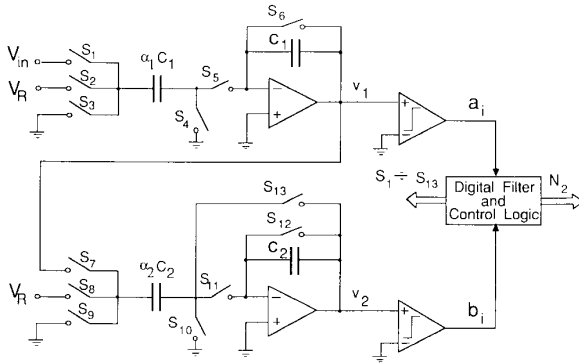 S6
Vin
S1
α1C1
C1
S5
VR
S2
S3
S4
v1
ai
S1 ÷ S13
Digital Filter
and
Control Logic
N2
S13
S12
S7
α2C2
C2
S11
VR
S8
S9
S10
v2
bi